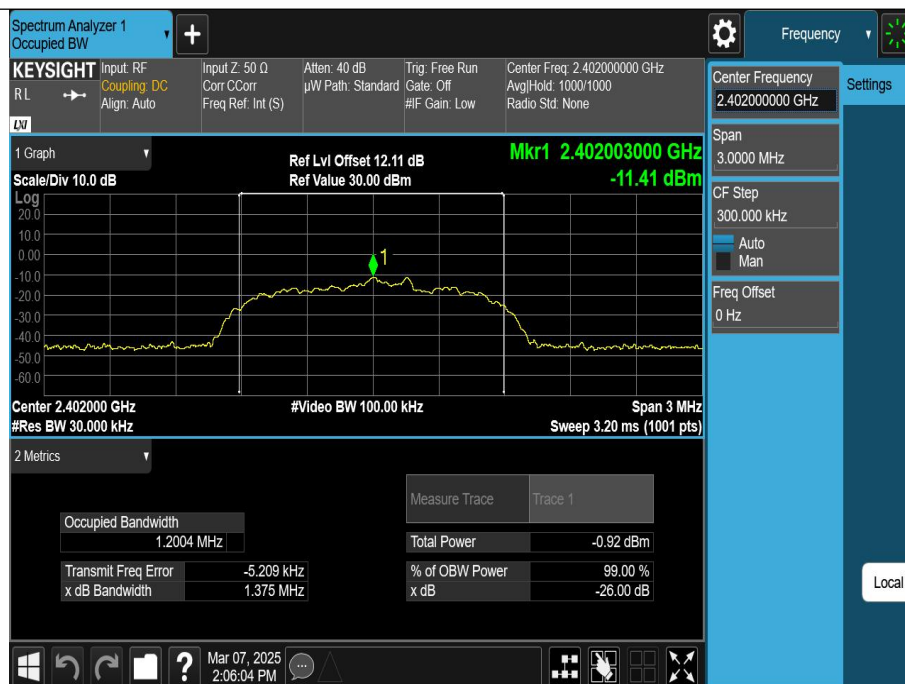 Spectrum Analyzer 1
Occupied BW
+
Frequency
KEYSIGHT
RL
LXI
Input: RF
Coupling: DC
Align: Auto
Input Z: 50 Ω
Corr CCorr
Freq Ref: Int (S)
Atten: 40 dB
µW Path: Standard
Trig: Free Run
Gate: Off
#IF Gain: Low
Center Freq: 2.402000000 GHz
Avg|Hold: 1000/1000
Radio Std: None
Center Frequency
2.402000000 GHz
Settings
Span
3.0000 MHz
CF Step
300.000 kHz
Auto
Man
Freq Offset
0 Hz
Local
1 Graph
Scale/Div 10.0 dB
Ref Lvl Offset 12.11 dB
Ref Value 30.00 dBm
Mkr1 2.402003000 GHz
-11.41 dBm
Log
20.0
10.0
0.00
-10.0
-20.0
-30.0
-40.0
-50.0
-60.0
1
Center 2.402000 GHz
#Res BW 30.000 kHz
#Video BW 100.00 kHz
Span 3 MHz
Sweep 3.20 ms (1001 pts)
2 Metrics
Measure Trace Trace 1
Occupied Bandwidth
1.2004 MHz
Total Power -0.92 dBm
Transmit Freq Error -5.209 kHz
% of OBW Power 99.00 %
x dB Bandwidth 1.375 MHz
x dB -26.00 dB
?
Mar 07, 2025
2:06:04 PM